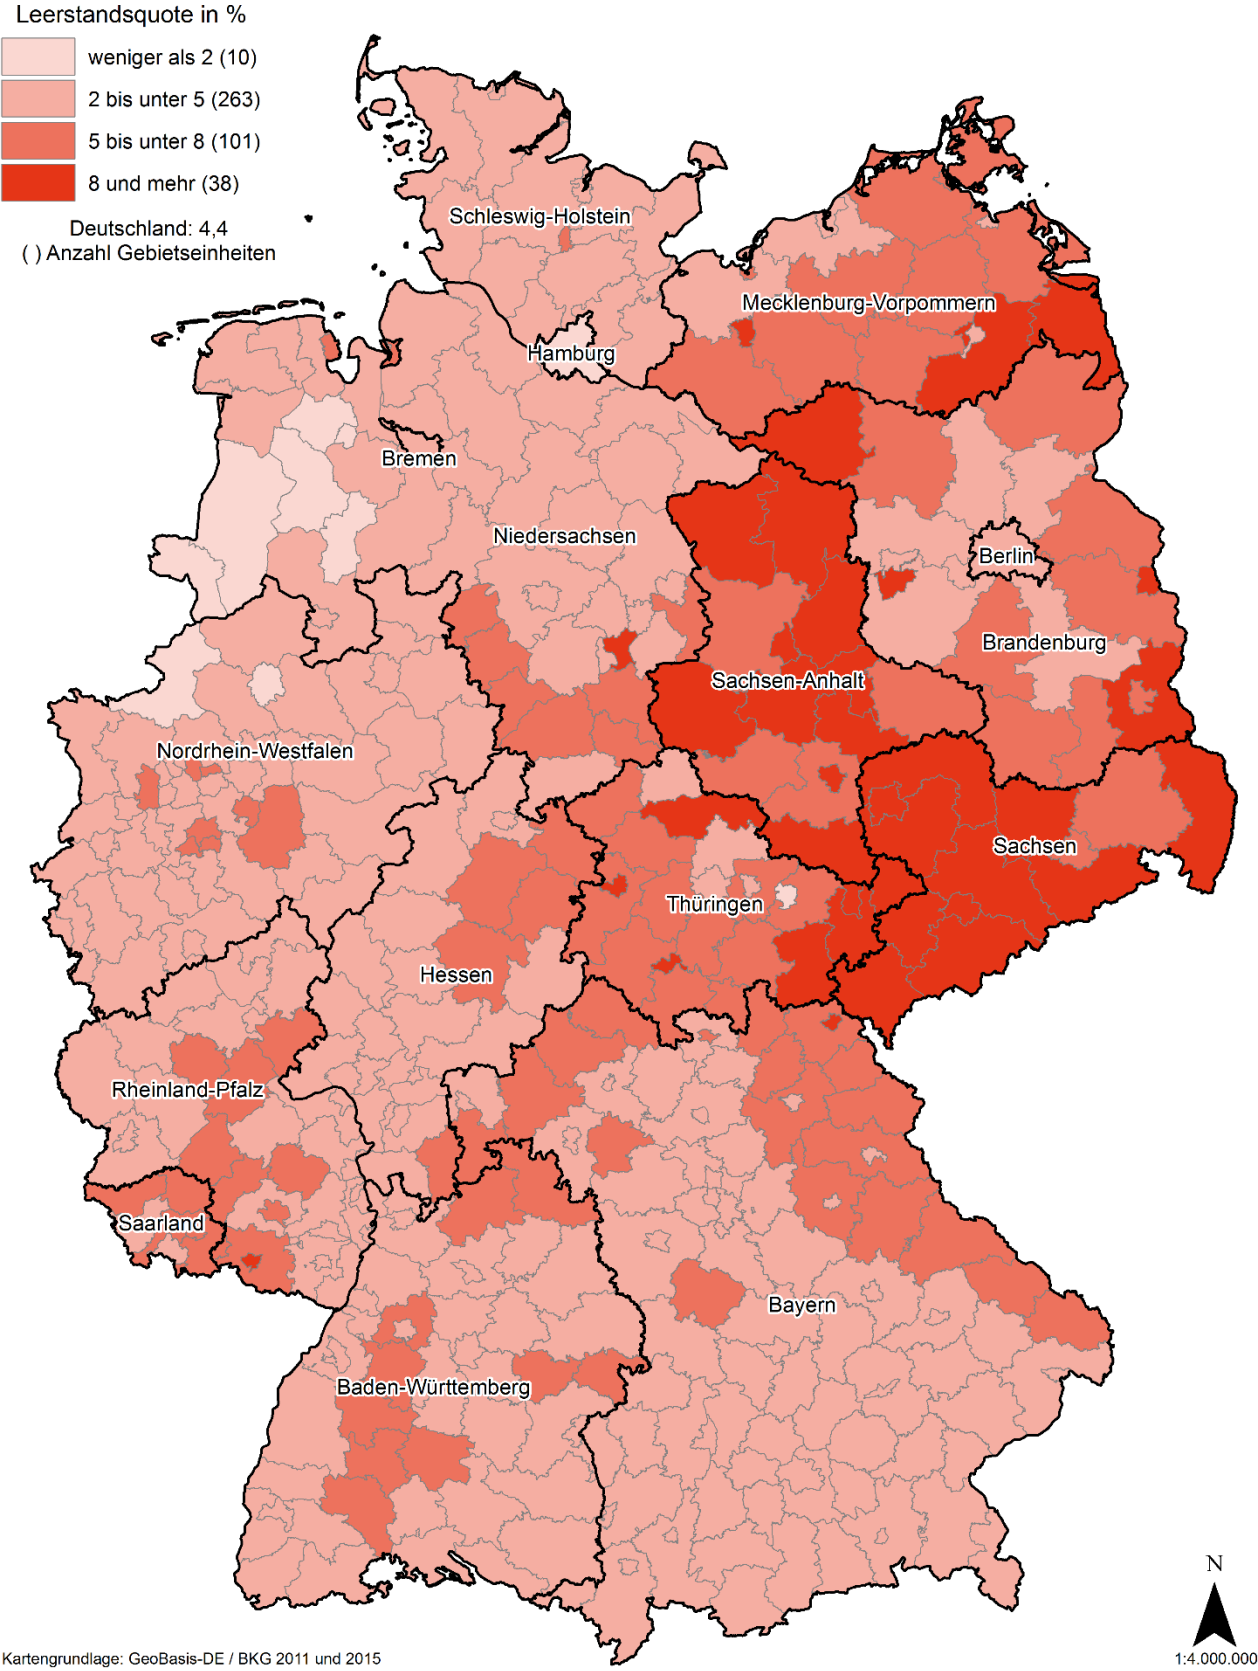 Leerstandsquote in %
weniger als 2 (10)
2 bis unter 5 (263)
5 bis unter 8 (101)
8 und mehr (38)
Deutschland: 4,4
( ) Anzahl Gebietseinheiten
Schleswig-Holstein
Mecklenburg-Vorpommern
Hamburg
Bremen
Niedersachsen
Berlin
Brandenburg
Sachsen-Anhalt
Nordrhein-Westfalen
Sachsen
Thüringen
Hessen
Rheinland-Pfalz
Saarland
Bayern
Baden-Württemberg
N
Kartengrundlage: GeoBasis-DE / BKG 2011 und 2015
1:4.000.000